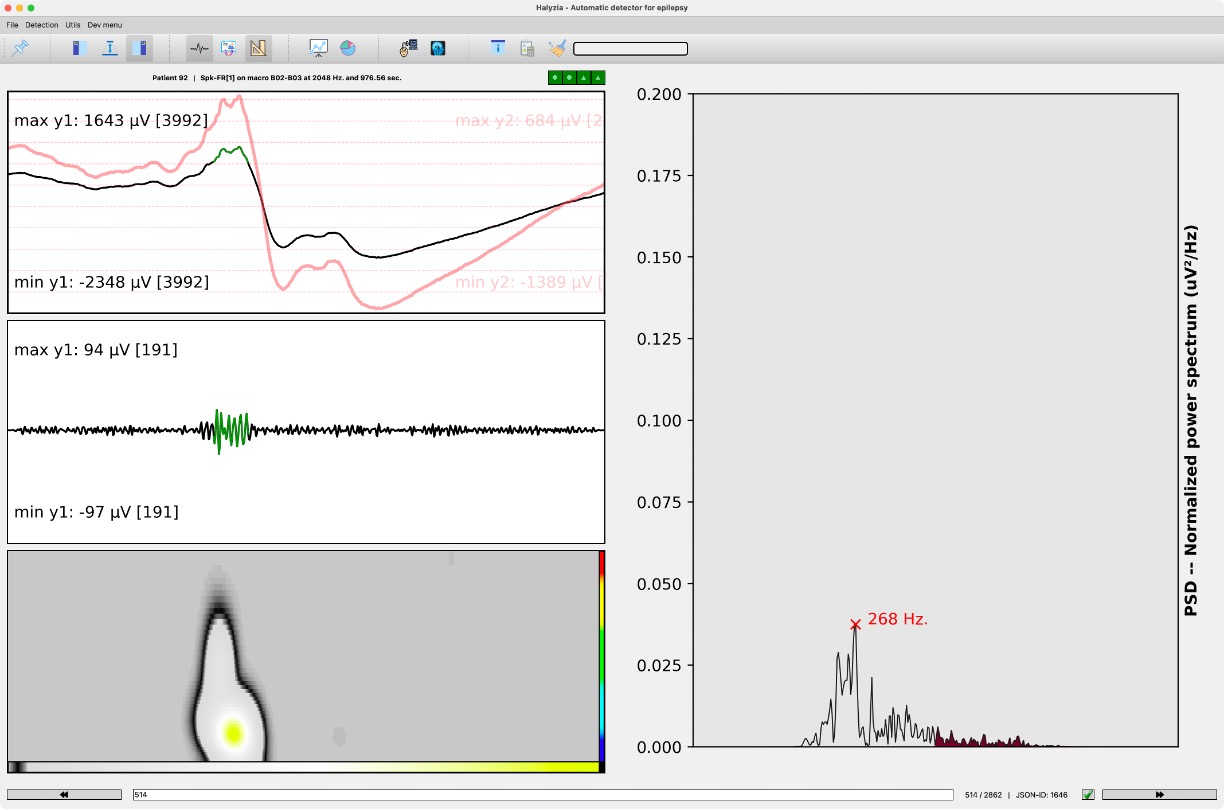 Halyzia - Automatic detector for epilepsy
File Detection Utils Dev menu
Patient 92 | Spk-FR[1] on macro B02-B03 at 2048 Hz. and 976.56 sec.
max y1: 1643 µV [3992]
max y2: 684 µV [2
min y1: -2348 µV [3992]
min y2: -1389 µV [
max y1: 94 µV [191]
min y1: -97 µV [191]
0.200
0.175
0.150
0.125
0.100
0.075
0.050
0.025
0.000
268 Hz.
PSD -- Normalized power spectrum (uV²/Hz)
514
514 / 2862 | JSON-ID: 1646